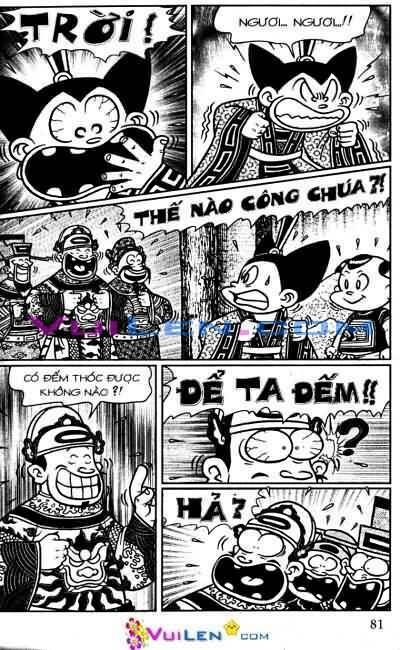 TRỜI!
NGƯƠI... NGƯƠI...!!
THẾ NÀO CÔNG CHÚA?!
VUILEN.COM
CÓ ĐẾM THÓC ĐƯỢC
KHÔNG NÀO?!
ĐỂ TA ĐẾM!!
?
HẢ?
81
VUILEN.COM